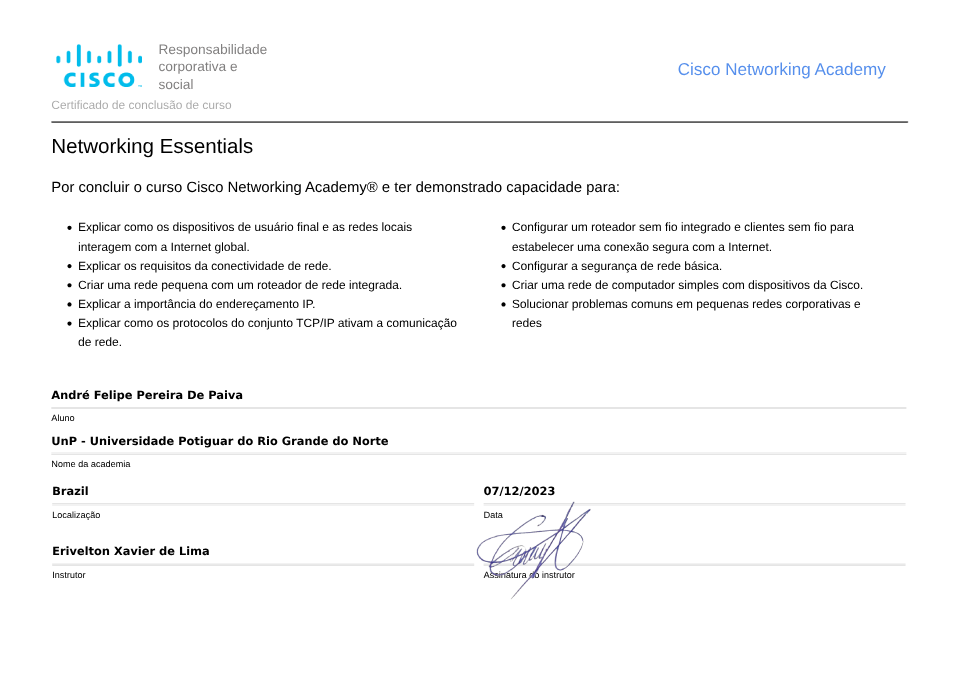 CISCO
Responsabilidade
corporativa e
social
Cisco Networking Academy
Certificado de conclusão de curso
Networking Essentials
Por concluir o curso Cisco Networking Academy® e ter demonstrado capacidade para:
• Explicar como os dispositivos de usuário final e as redes locais
interagem com a Internet global.
• Explicar os requisitos da conectividade de rede.
• Criar uma rede pequena com um roteador de rede integrada.
• Explicar a importância do endereçamento IP.
• Explicar como os protocolos do conjunto TCP/IP ativam a comunicação
de rede.
• Configurar um roteador sem fio integrado e clientes sem fio para
estabelecer uma conexão segura com a Internet.
• Configurar a segurança de rede básica.
• Criar uma rede de computador simples com dispositivos da Cisco.
• Solucionar problemas comuns em pequenas redes corporativas e
redes
André Felipe Pereira De Paiva
Aluno
UnP - Universidade Potiguar do Rio Grande do Norte
Nome da academia
Brazil
Localização
07/12/2023
Data
Erivelton Xavier de Lima
Instrutor
Assinatura do instrutor